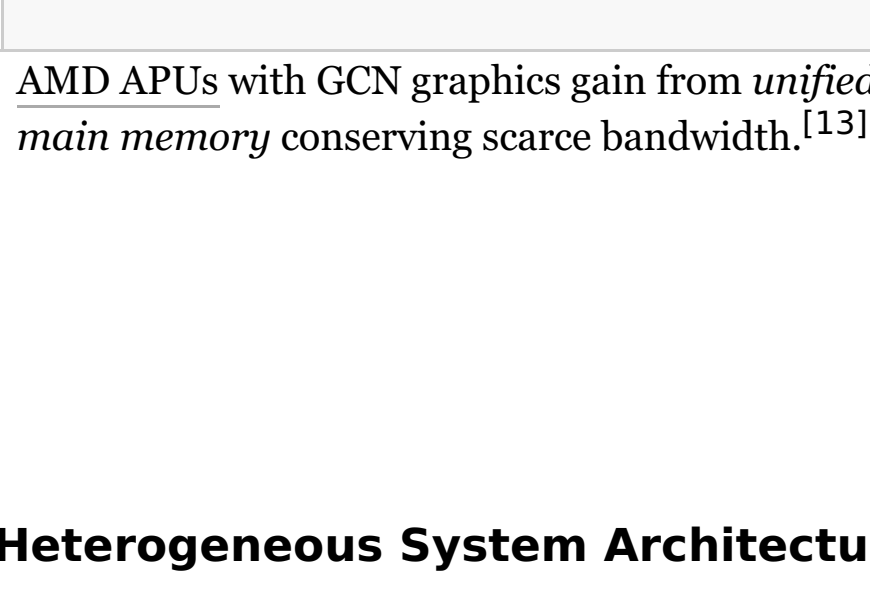 AMD APUs with GCN graphics gain from unified
main memory conserving scarce bandwidth.[13]
Heterogeneous System Architectu